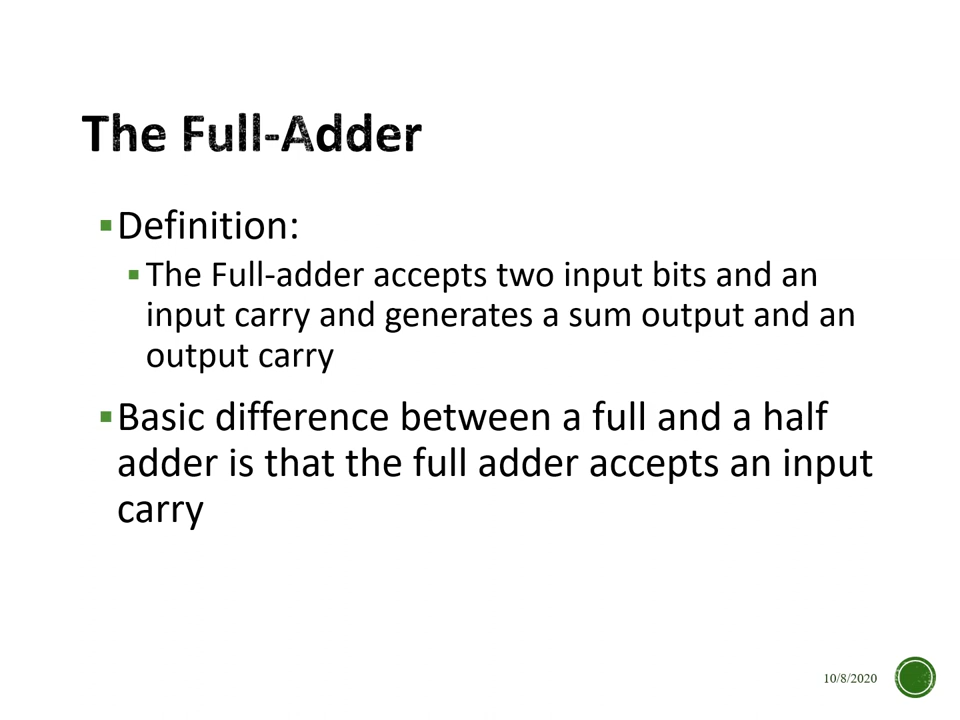 The Full-Adder
▪Definition:
▪The Full-adder accepts two input bits and an
input carry and generates a sum output and an
output carry
▪Basic difference between a full and a half
adder is that the full adder accepts an input
carry
10/8/2020